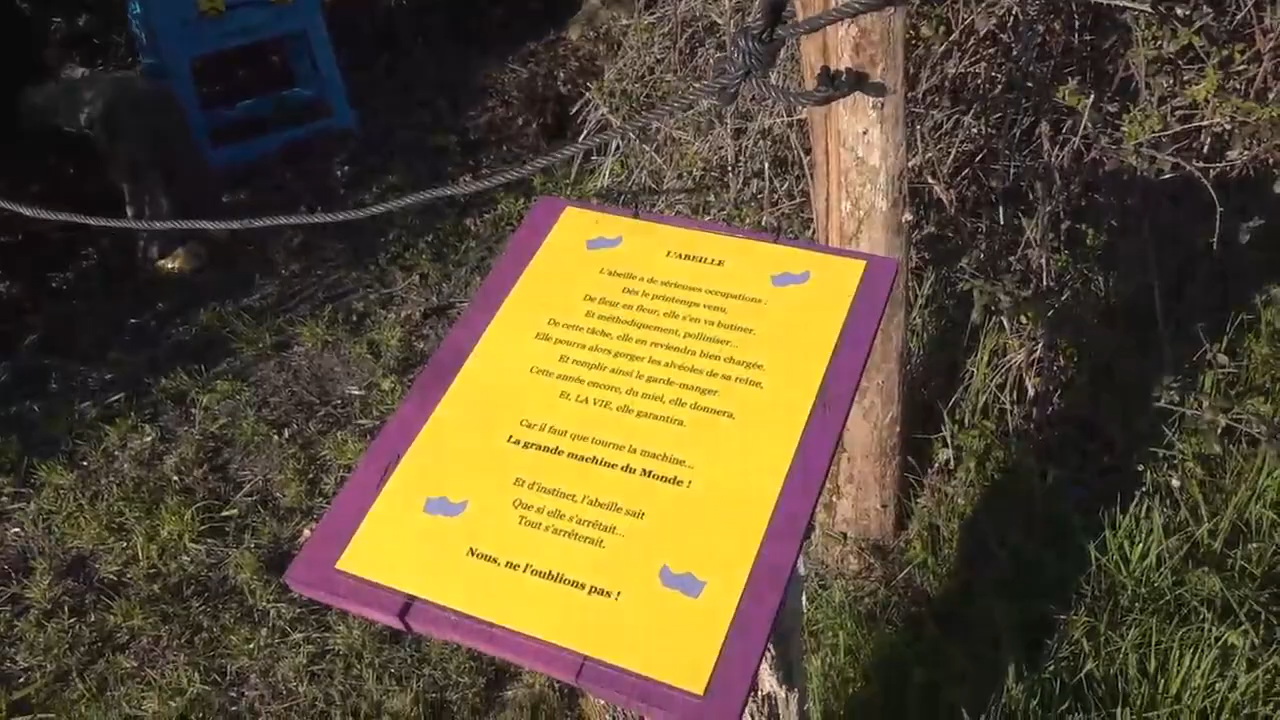 L'ABEILLE
L'abeille a de sérieuses occupations :
Dès le printemps venu,
De fleur en fleur, elle s'en va butiner.
Et méthodiquement, polliniser...
De cette tâche, elle en reviendra bien chargée.
Elle pourra alors gorger les alvéoles de sa reine,
Et remplir ainsi le garde-manger.
Cette année encore, du miel, elle donnera,
Et, LA VIE, elle garantira.
Car il faut que tourne la machine...
La grande machine du Monde !
Et d'instinct, l'abeille sait
Que si elle s'arrêtait...
Tout s'arrêterait.
Nous, ne l'oublions pas !